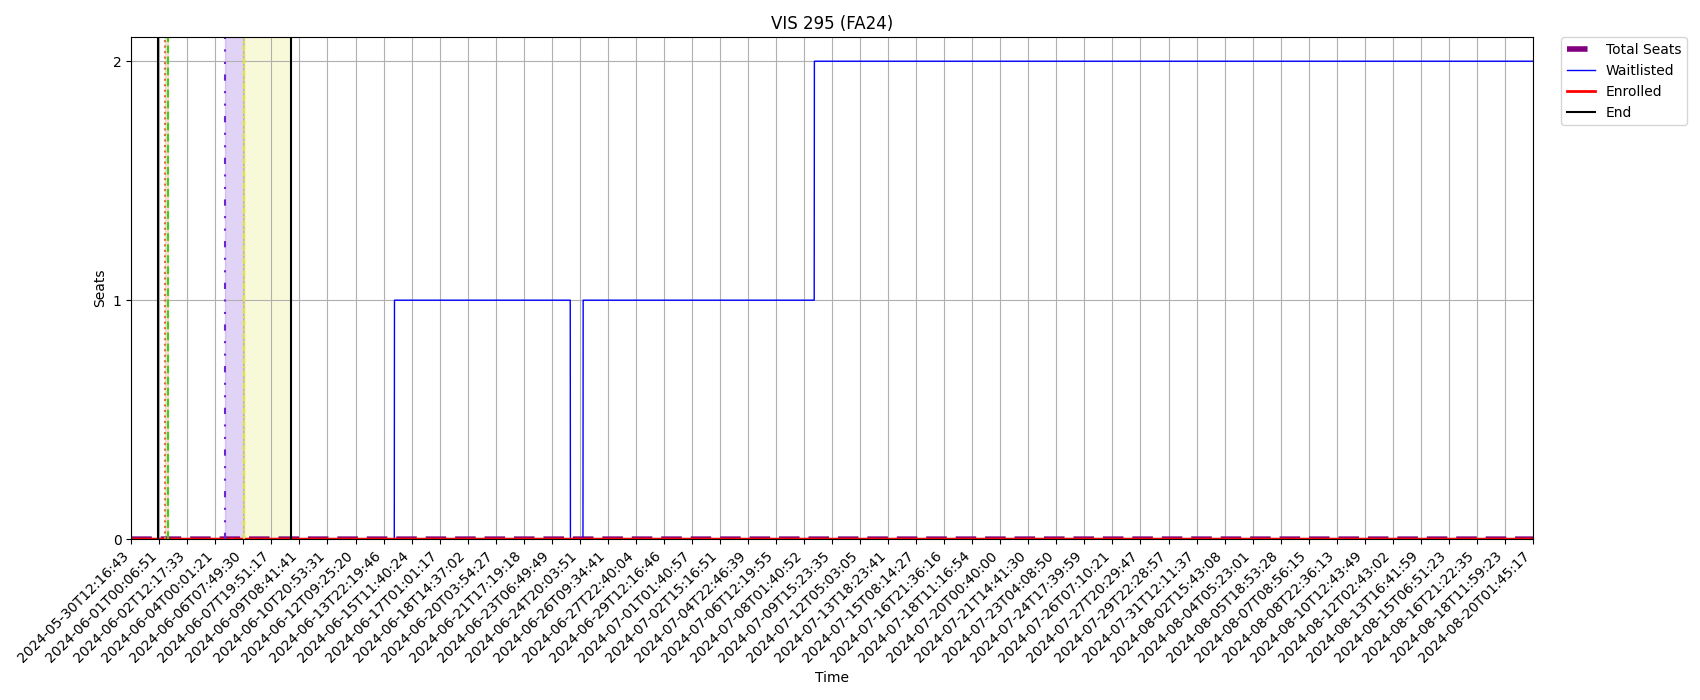 VIS 295 (FA24)
Total Seats
Waitlisted
Enrolled
End
2
1
0
Seats
2024-05-30T12:16:43
2024-06-01T00:06:51
2024-06-02T12:17:33
2024-06-04T00:01:21
2024-06-06T07:49:30
2024-06-07T19:51:17
2024-06-09T08:41:41
2024-06-10T20:53:31
2024-06-12T09:25:20
2024-06-13T22:19:46
2024-06-15T11:40:24
2024-06-17T01:01:17
2024-06-18T14:37:02
2024-06-20T03:54:27
2024-06-21T17:19:18
2024-06-23T06:49:49
2024-06-24T20:03:51
2024-06-26T09:34:41
2024-06-27T22:40:04
2024-06-29T12:16:46
2024-07-01T01:40:57
2024-07-02T15:16:51
2024-07-04T22:46:39
2024-07-06T12:19:55
2024-07-08T01:40:52
2024-07-09T15:23:35
2024-07-12T05:03:05
2024-07-13T18:23:41
2024-07-15T08:14:27
2024-07-16T21:36:16
2024-07-18T11:16:54
2024-07-20T00:40:00
2024-07-21T14:41:30
2024-07-23T04:08:50
2024-07-24T17:39:59
2024-07-26T07:10:21
2024-07-27T20:29:47
2024-07-29T22:28:57
2024-07-31T12:11:37
2024-08-02T15:43:08
2024-08-04T05:23:01
2024-08-05T18:53:28
2024-08-07T08:56:15
2024-08-08T22:36:13
2024-08-10T12:43:49
2024-08-12T02:43:02
2024-08-13T16:41:59
2024-08-15T06:51:23
2024-08-16T21:22:35
2024-08-18T11:59:23
2024-08-20T01:45:17
Time